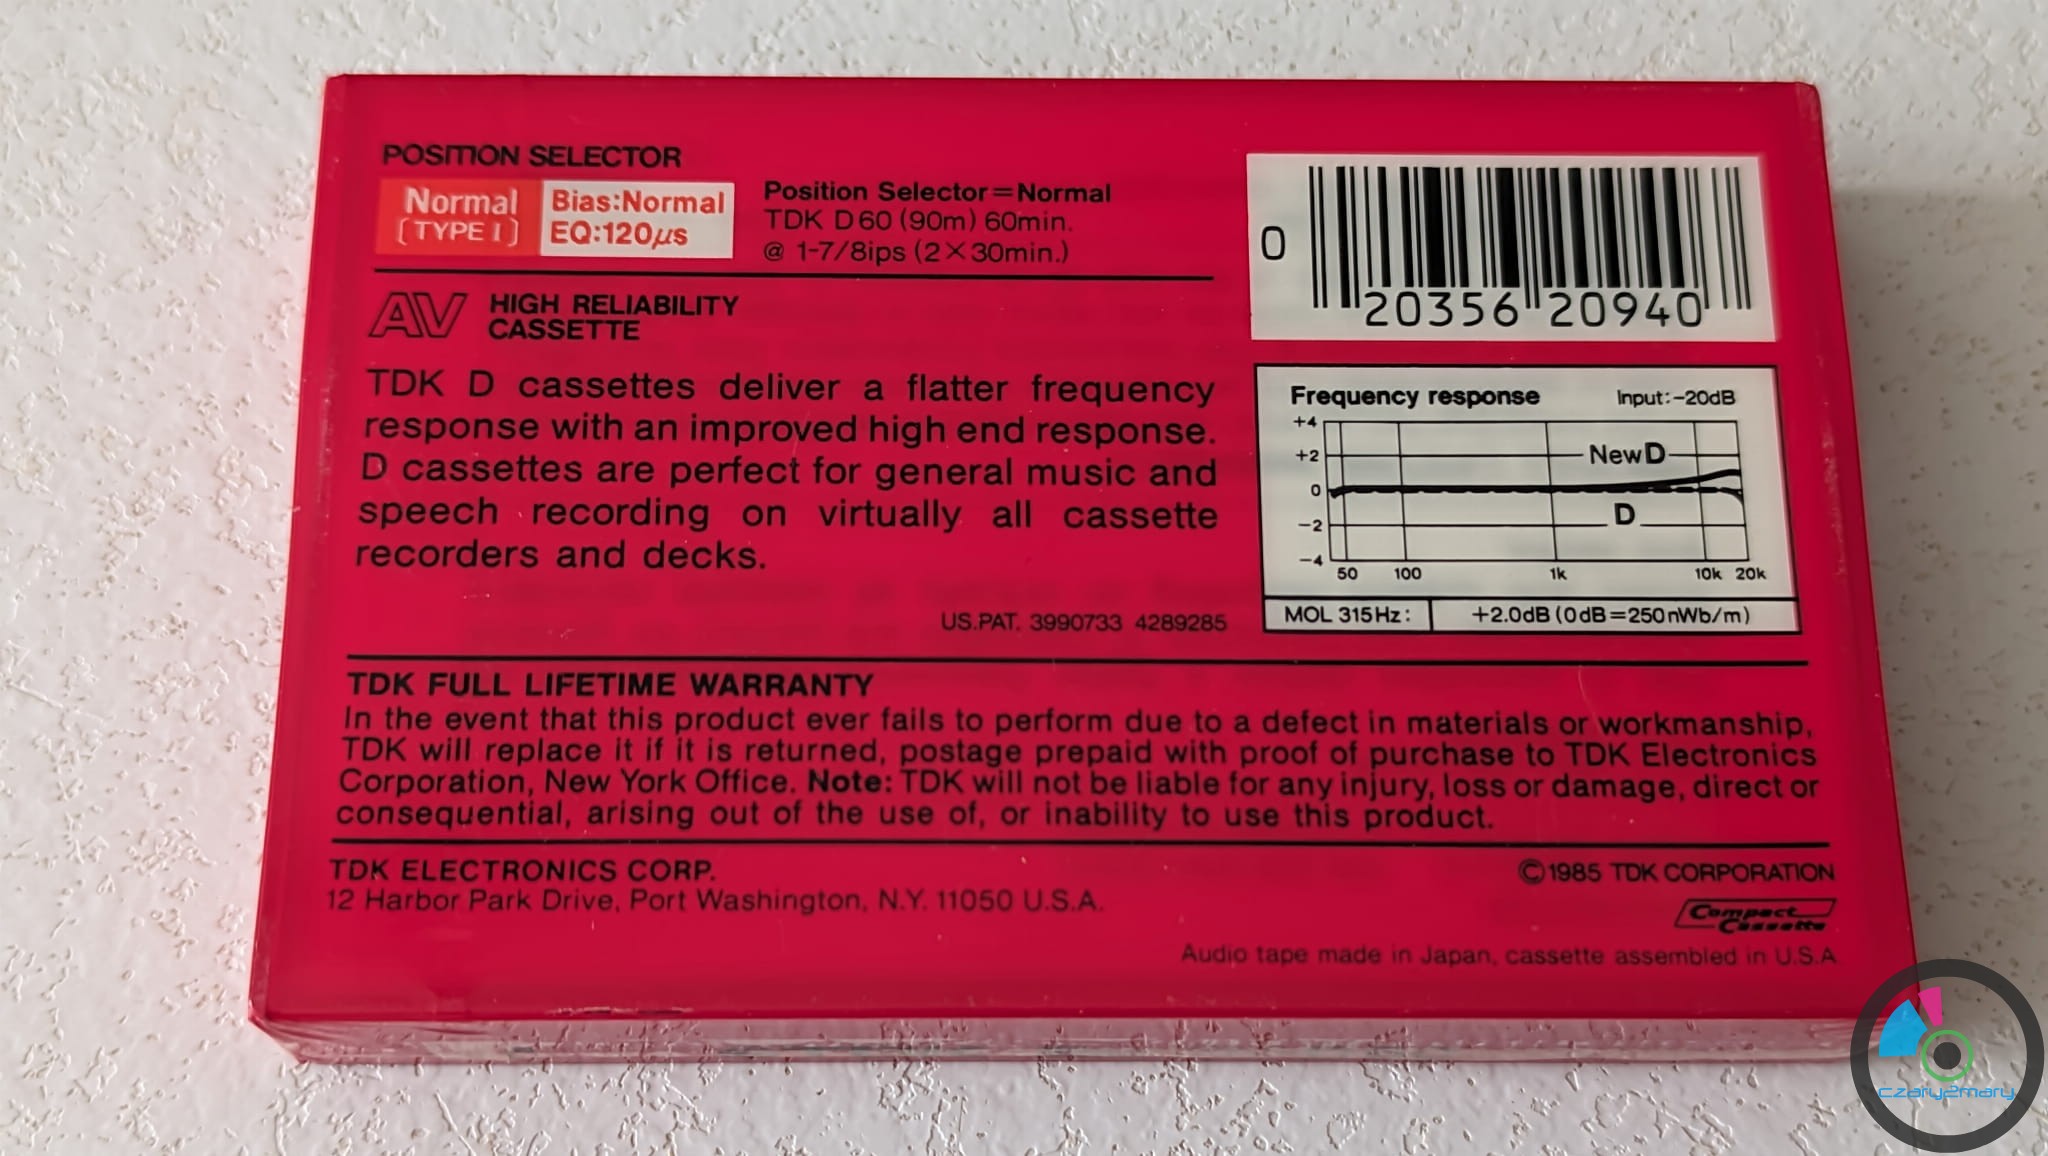 POSITION SELECTOR
Normal
[TYPE I]
Bias:Normal
EQ:120μs
Position Selector=Normal
TDK D60 (90m) 60min.
@ 1-7/8ips (2×30min.)
AV
HIGH RELIABILITY
CASSETTE
TDK D cassettes deliver a flatter frequency
response with an improved high end response.
D cassettes are perfect for general music and
speech recording on virtually all cassette
recorders and decks.
US.PAT. 3990733 4289285
0 20356 20940
Frequency response Input:-20dB
+4
+2
0
-2
-4
New D
D
50 100 1k 10k 20k
MOL 315Hz: +2.0dB (0dB=250nWb/m)
TDK FULL LIFETIME WARRANTY
In the event that this product ever fails to perform due to a defect in materials or workmanship,
TDK will replace it if it is returned, postage prepaid with proof of purchase to TDK Electronics
Corporation, New York Office. Note: TDK will not be liable for any injury, loss or damage, direct or
consequential, arising out of the use of, or inability to use this product.
TDK ELECTRONICS CORP.
12 Harbor Park Drive, Port Washington, N.Y. 11050 U.S.A.
©1985 TDK CORPORATION
Compact
Cassette
Audio tape made in Japan, cassette assembled in U.S.A
czary2mary